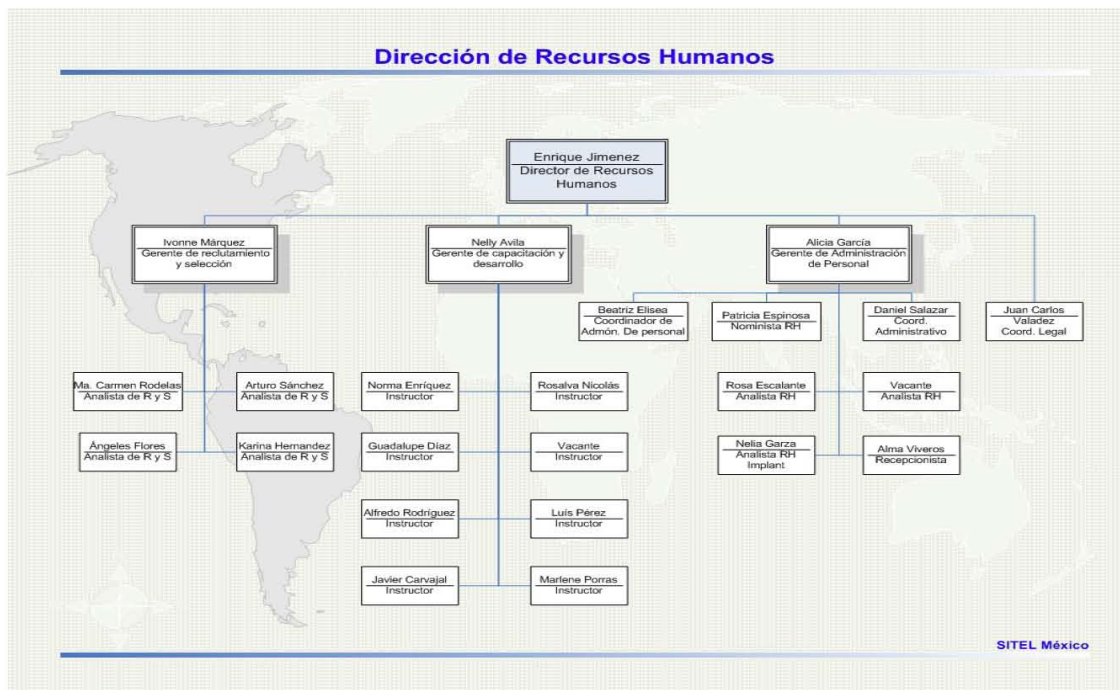 Dirección de Recursos Humanos
Enrique Jimenez
Director de Recursos
Humanos
Ivonne Márquez
Gerente de reclutamiento
y selección
Nelly Avila
Gerente de capacitación y
desarrollo
Alicia García
Gerente de Administración
de Personal
Beatriz Elisea
Coordinador de
Admón. De personal
Patricia Espinosa
Nominista RH
Daniel Salazar
Coord.
Administrativo
Juan Carlos
Valadez
Coord. Legal
Ma. Carmen Rodelas
Analista de R y S
Arturo Sánchez
Analista de R y S
Norma Enríquez
Instructor
Rosalva Nicolás
Instructor
Rosa Escalante
Analista RH
Vacante
Analista RH
Ángeles Flores
Analista de R y S
Karina Hernandez
Analista de R y S
Guadalupe Díaz
Instructor
Vacante
Instructor
Nelia Garza
Analista RH
Implant
Alma Viveros
Recepcionista
Alfredo Rodríguez
Instructor
Luís Pérez
Instructor
Javier Carvajal
Instructor
Marlene Porras
Instructor
SITEL México